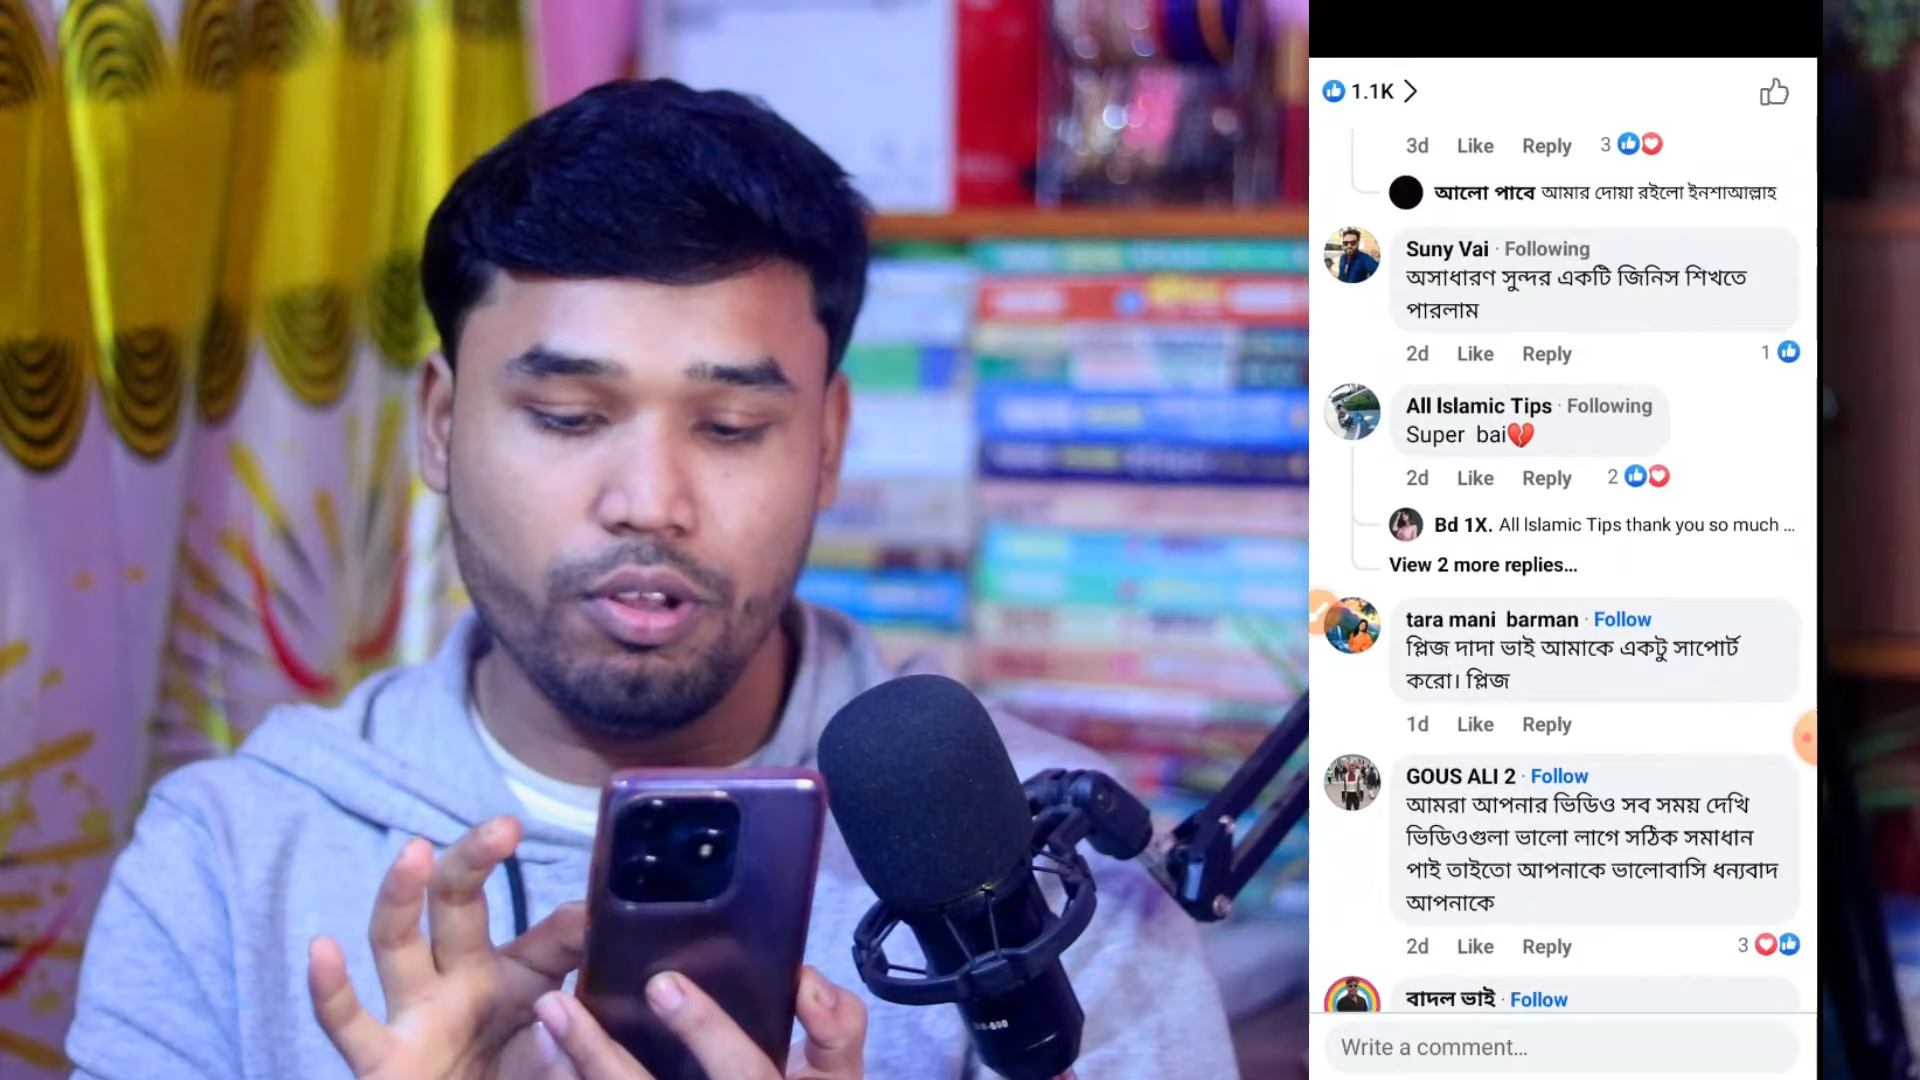 1.1K
3d Like Reply 3
আলো পাবে আমার দোয়া রইলো ইনশাআল্লাহ
Suny Vai · Following
অসাধারণ সুন্দর একটি জিনিস শিখতে
পারলাম
2d Like Reply 1
All Islamic Tips · Following
Super bai💔
2d Like Reply 2
Bd 1X. All Islamic Tips thank you so much ...
View 2 more replies...
tara mani barman · Follow
প্লিজ দাদা ভাই আমাকে একটু সাপোর্ট
করো। প্লিজ
1d Like Reply
GOUS ALI 2 · Follow
আমরা আপনার ভিডিও সব সময় দেখি
ভিডিওগুলা ভালো লাগে সঠিক সমাধান
পাই তাইতো আপনাকে ভালোবাসি ধন্যবাদ
আপনাকে
2d Like Reply 3
বাদল ভাই · Follow
Write a comment...